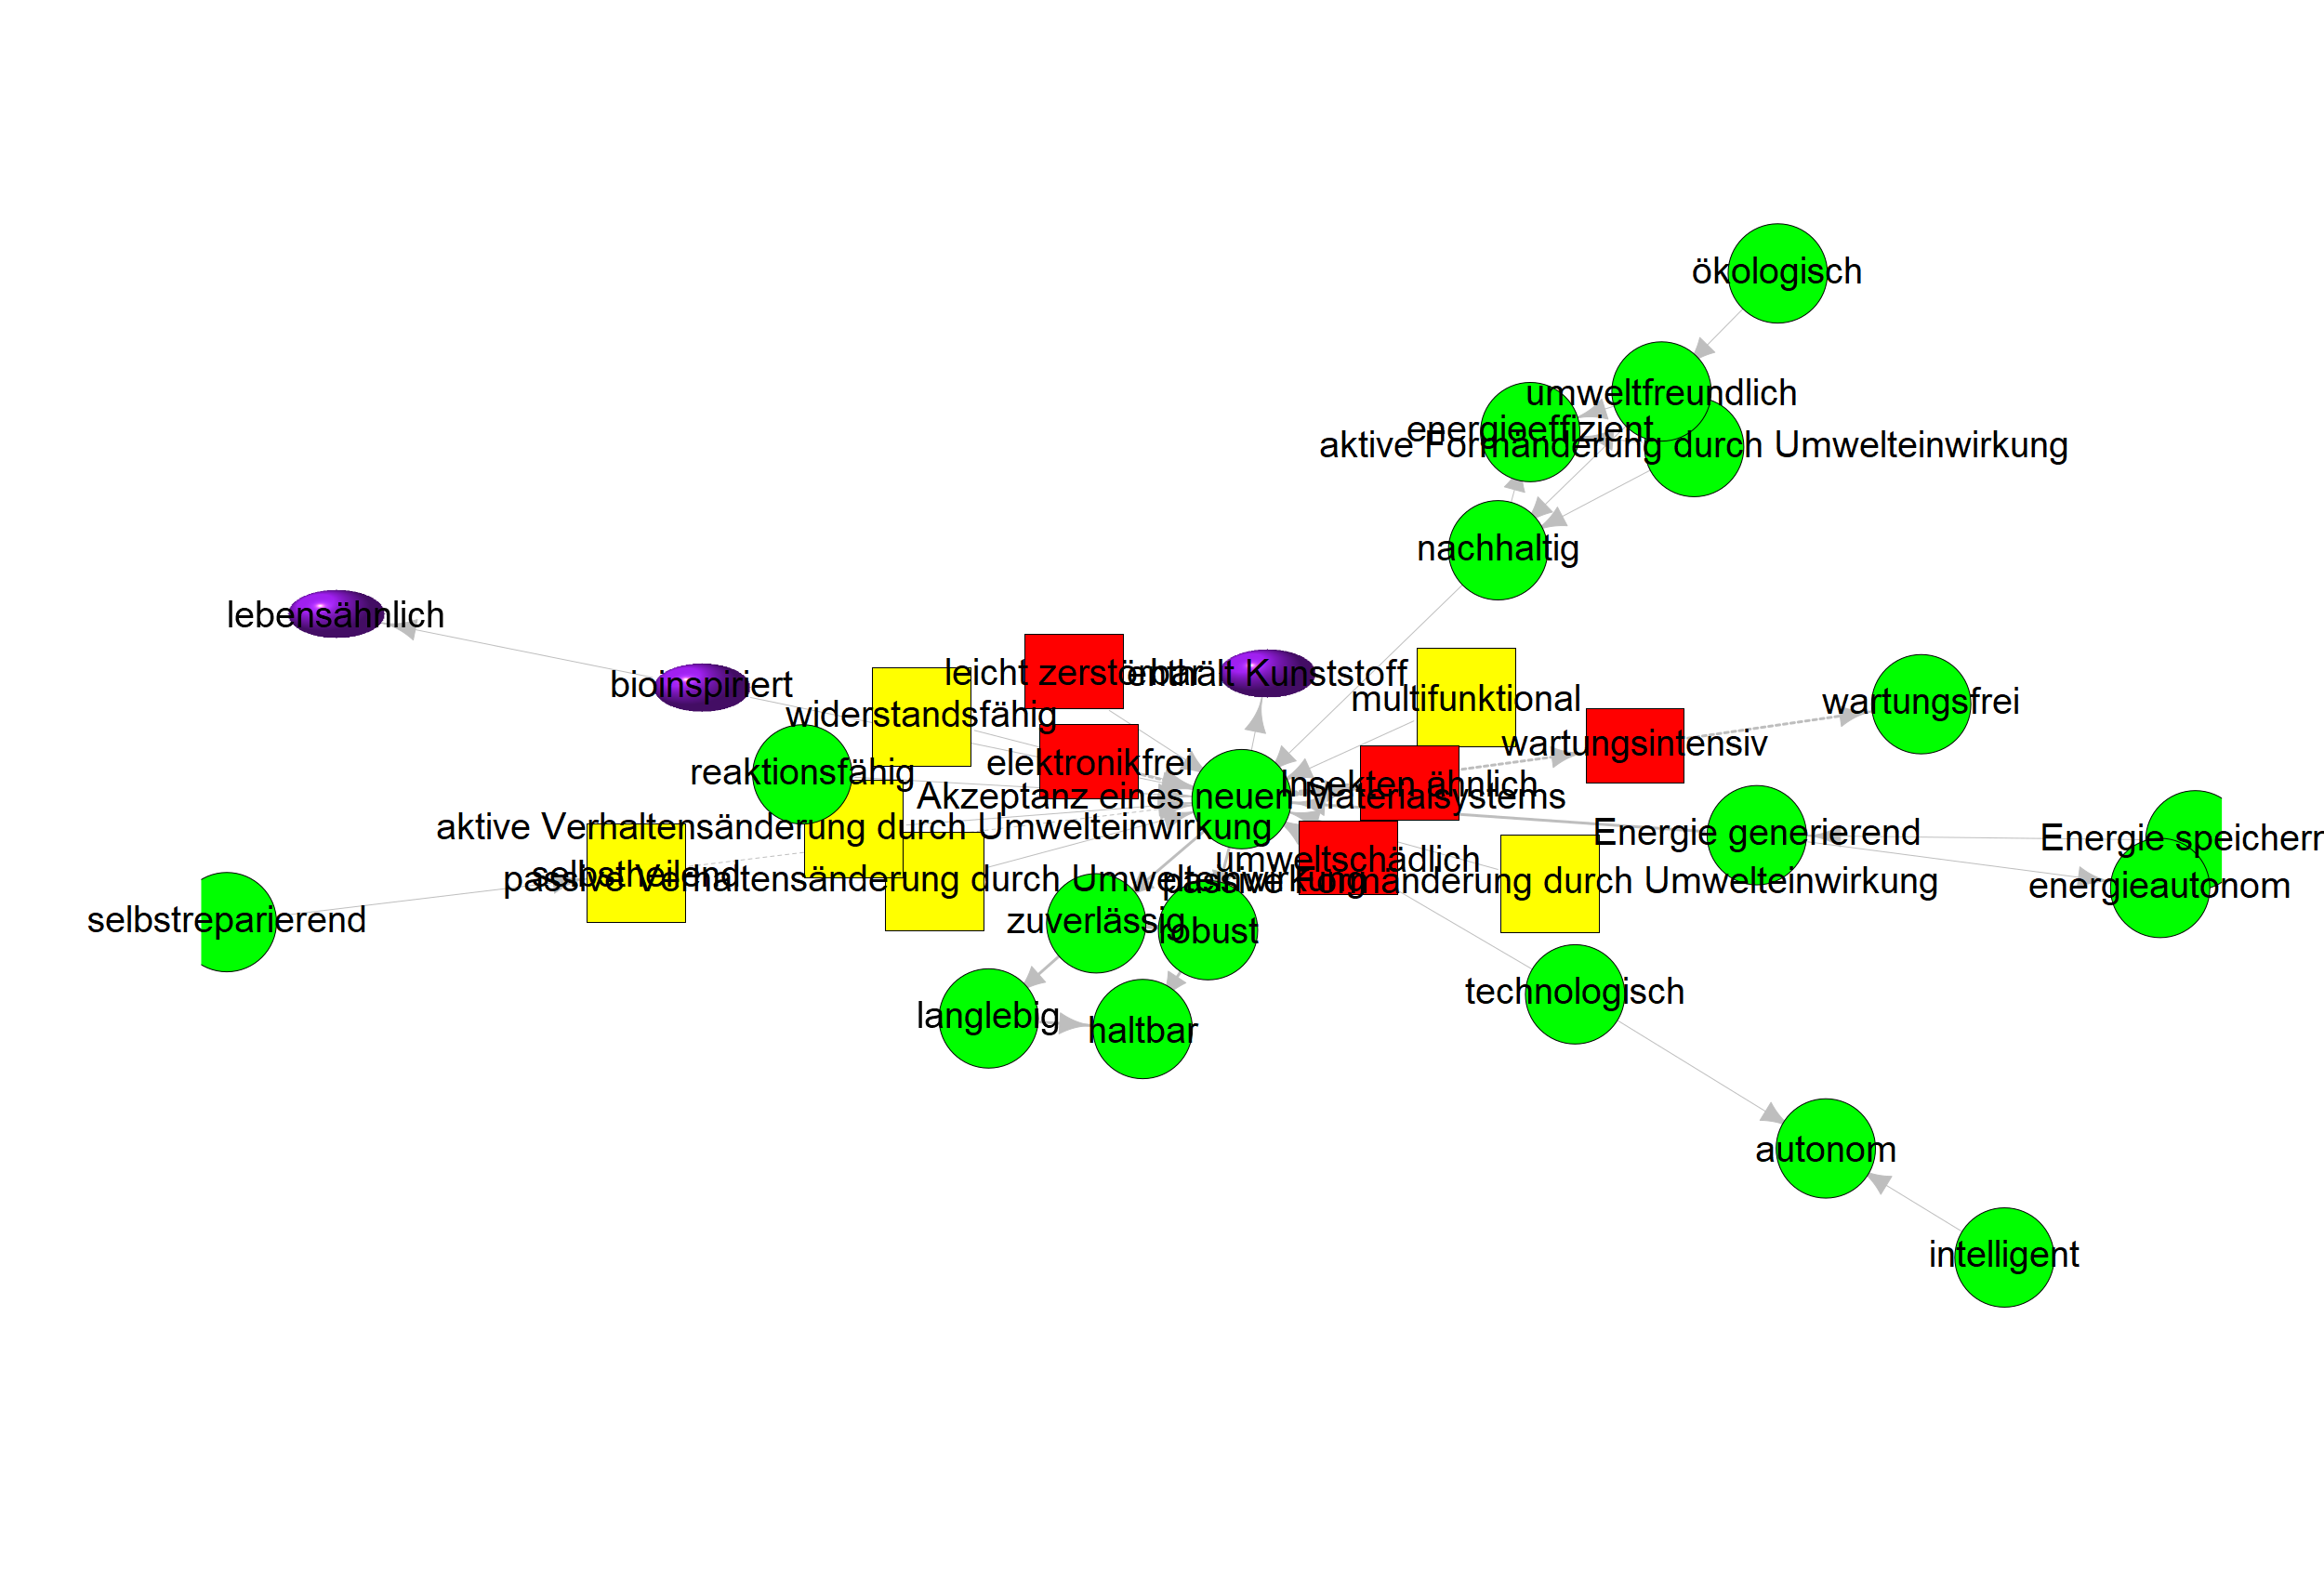 ökologisch
umweltfreundlich
energieeffizient
aktive Formänderung durch Umwelteinwirkung
nachhaltig
lebensähnlich
leicht zerstörbar
enthält Kunststoff
bioinspiriert
multifunktional
wartungsfrei
widerstandsfähig
wartungsintensiv
elektronikfrei
reaktionsfähig
Insekten ähnlich
Akzeptanz eines neuen Materialsystems
aktive Verhaltensänderung durch Umwelteinwirkung
Energie generierend
Energie speichern
umweltschädlich
selbstheilend
passive Verhaltensänderung durch Umwelteinwirkung
passive Formänderung durch Umwelteinwirkung
energieautonom
selbstreparierend
zuverlässig
robust
technologisch
langlebig
haltbar
autonom
intelligent